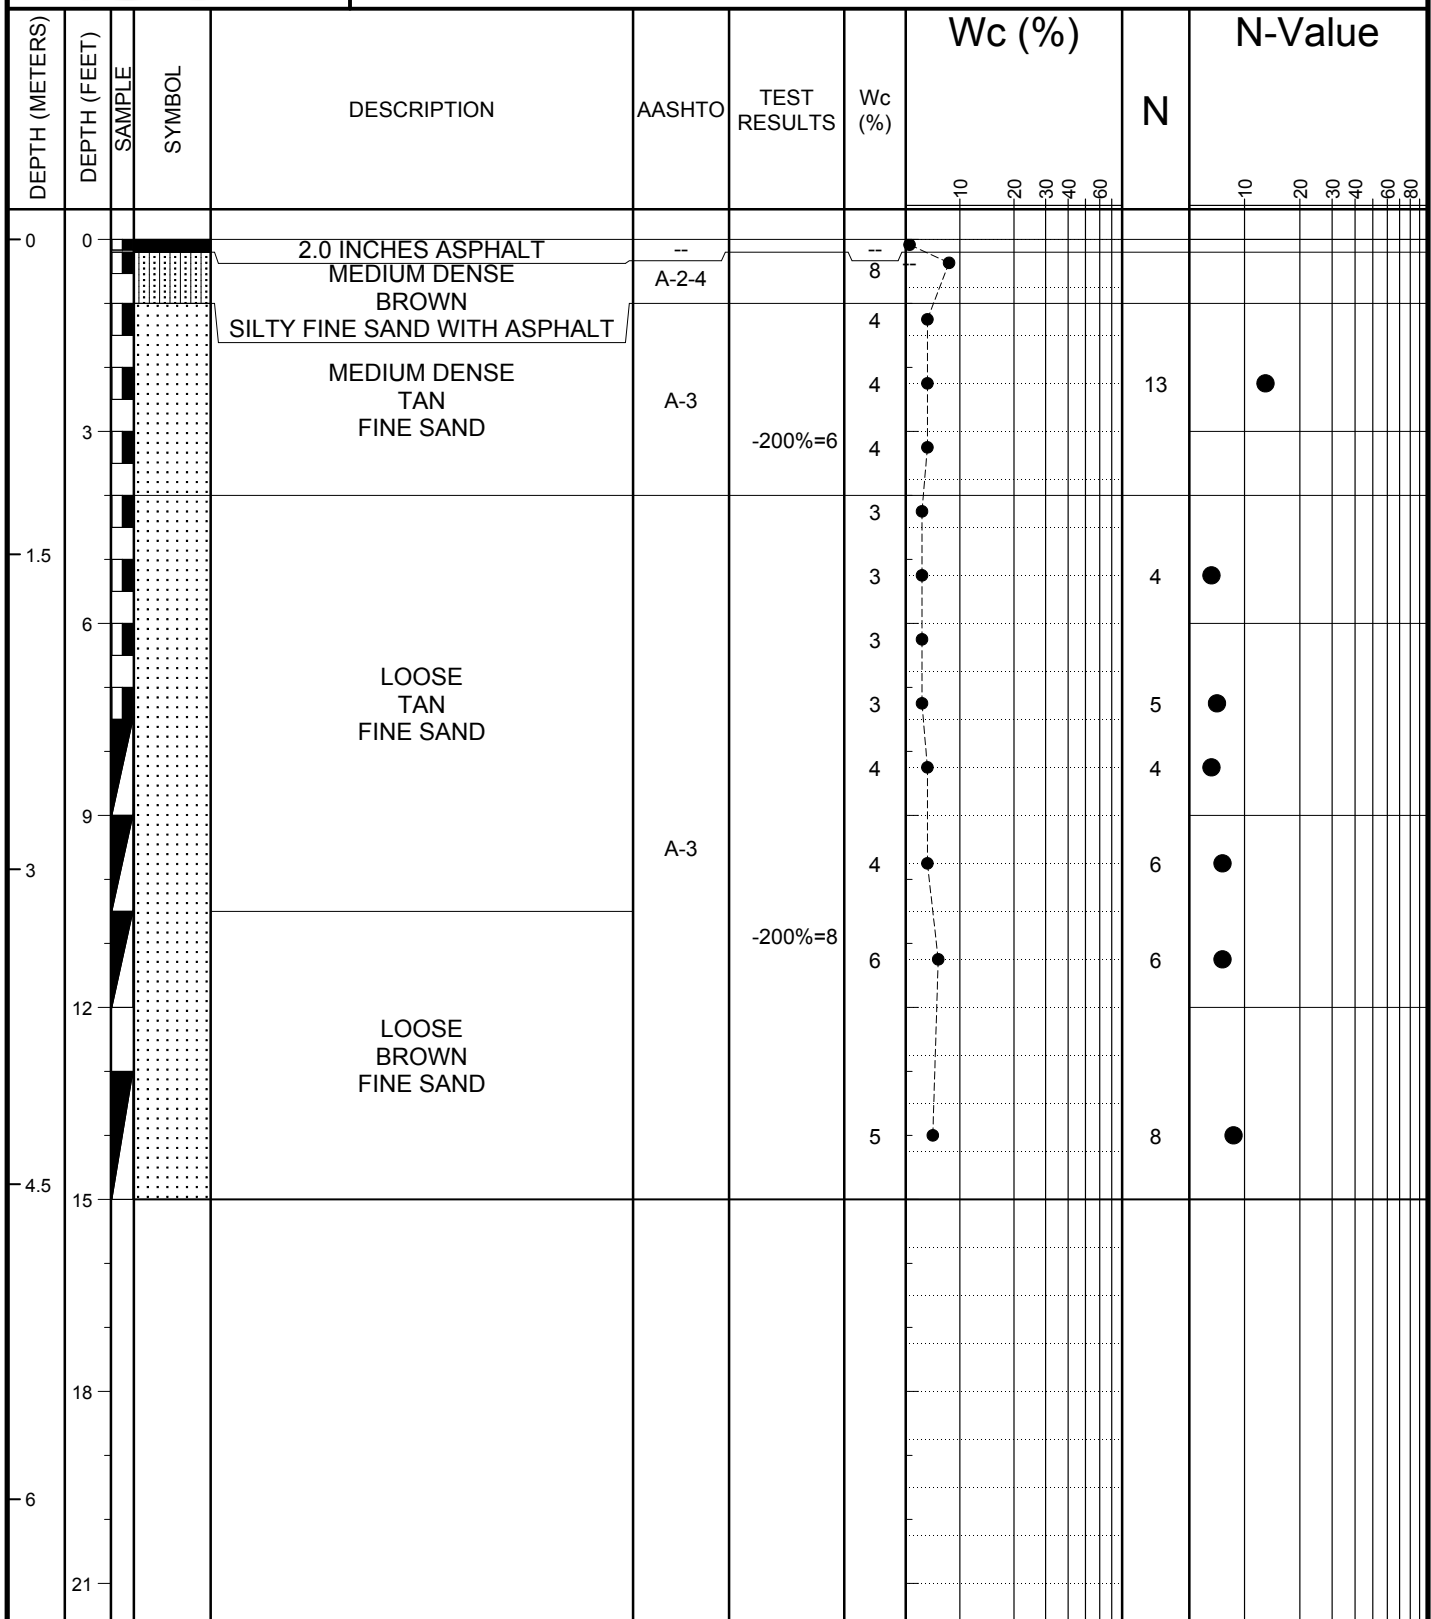 Wc (%)
N-Value
DEPTH (METERS)
DEPTH (FEET)
SAMPLE
SYMBOL
DESCRIPTION
AASHTO
TEST
RESULTS
Wc
(%)
N
10 20 30 40 60
10 20 30 40 60 80
0 0 2.0 INCHES ASPHALT -- --
MEDIUM DENSE A-2-4 8 --
BROWN
SILTY FINE SAND WITH ASPHALT 4
MEDIUM DENSE 4 13
TAN A-3
FINE SAND
3 -200%=6 4
3
1.5
3 4
6 3
LOOSE
TAN 3 5
FINE SAND
4 4
9
A-3
3 4 6
-200%=8
6 6
12
LOOSE
BROWN
FINE SAND
5 8
4.5
15
18
6
21